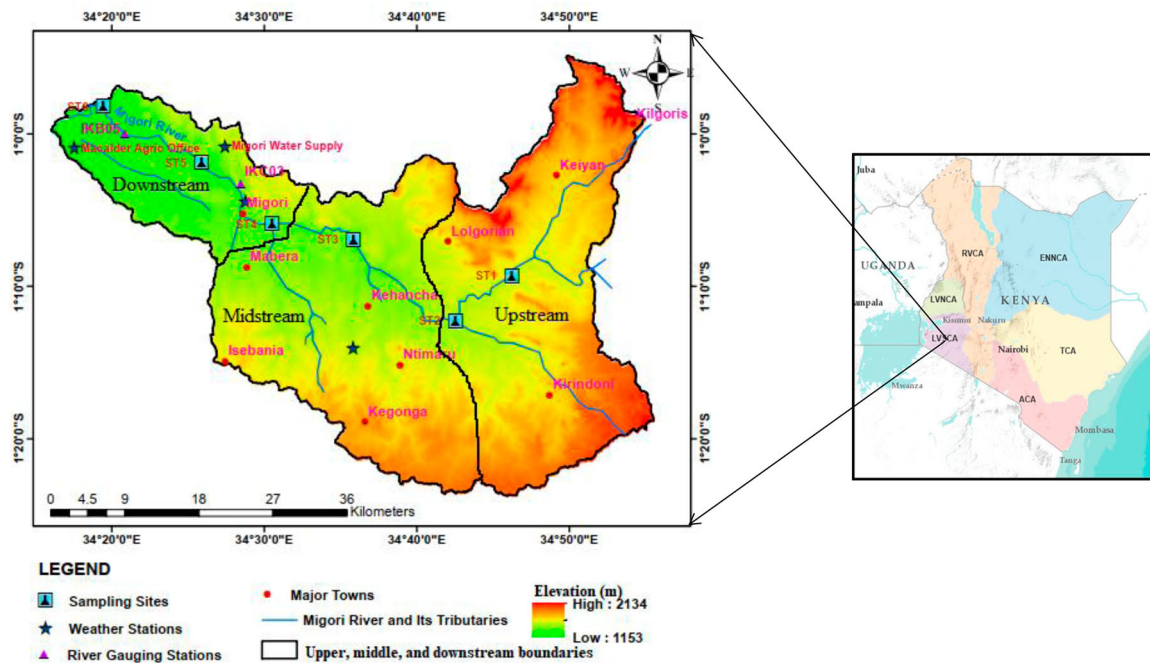 34°20'0"E 34°30'0"E 34°40'0"E 34°50'0"E
N
W E
S
Kilgoris
ST6
Migori River
1°0'0"S 1°0'0"S
IKB05
Macalder Agric Office
Migori Water Supply
ST5
Keiyan
Downstream
IKC03
Migori
ST4
ST3
Lolgorian
Mabera
ST1
1°10'0"S 1°10'0"S
Kehancha
Midstream
ST2
Upstream
Isebania
Ntimaru
Kirindoni
Kegonga
1°20'0"S 1°20'0"S
0 4.5 9 18 27 36
Kilometers
34°20'0"E 34°30'0"E 34°40'0"E 34°50'0"E
Juba
UGANDA
RVCA
ENNCA
KENYA
LVNCA
Kisumu
Nakuru
LVSCA
Nairobi
TCA
Mwanza
ACA
Mombasa
Tanga
LEGEND
Sampling Sites
Weather Stations
River Gauging Stations
Major Towns
Migori River and Its Tributaries
Upper, middle, and downstream boundaries
Elevation (m)
High : 2134
Low : 1153